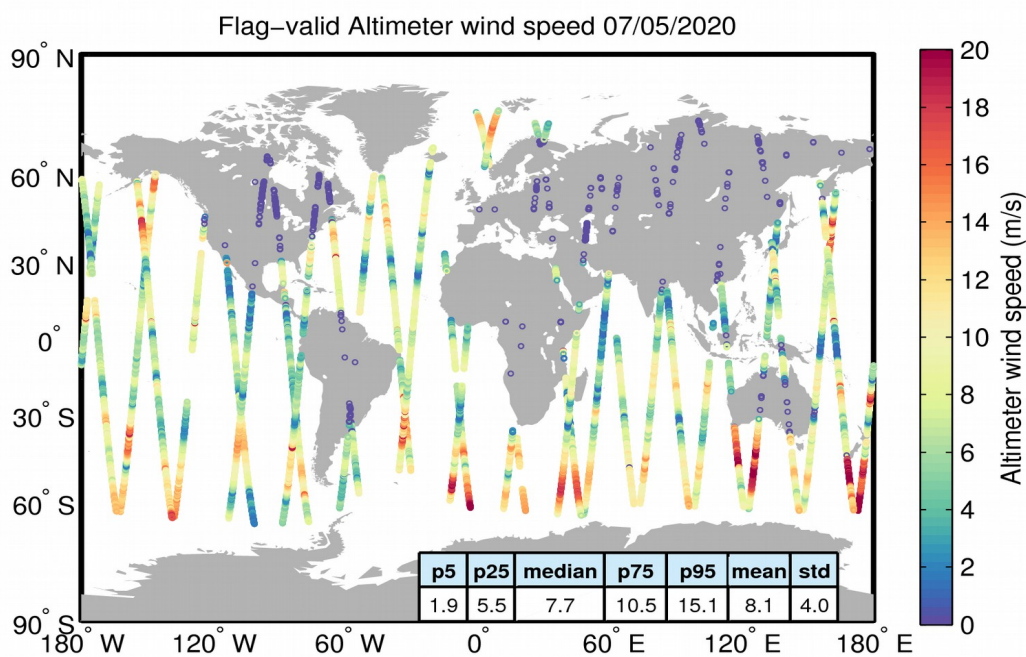 Flag−valid Altimeter wind speed 07/05/2020
90° N
60° N
30° N
0°
30° S
60° S
90° S
180° W
120° W
60° W
0°
60° E
120° E
180° E
p5 p25 median p75 p95 mean std
1.9 5.5 7.7 10.5 15.1 8.1 4.0
20
18
16
14
12
10
8
6
4
2
0
Altimeter wind speed (m/s)